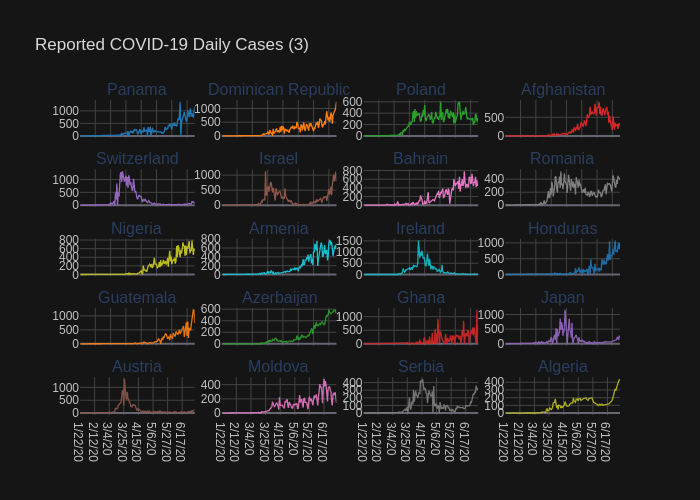 Reported COVID-19 Daily Cases (3)
Panama Dominican Republic Poland Afghanistan
1000 500 0
1000 500 0
600 400 200 0
500 0
Switzerland Israel Bahrain Romania
1000 500 0
1000 500 0
800 600 400 200 0
400 200 0
Nigeria Armenia Ireland Honduras
800 600 400 200 0
800 600 400 200 0
1500 1000 500 0
1000 500 0
Guatemala Azerbaijan Ghana Japan
1000 500 0
600 400 200 0
1000 500 0
1000 500 0
Austria Moldova Serbia Algeria
1000 500 0
400 200 0
400 300 200 100 0
400 300 200 100 0
1/22/20 2/12/20 3/4/20 3/25/20 4/15/20 5/6/20 5/27/20 6/17/20
1/22/20 2/12/20 3/4/20 3/25/20 4/15/20 5/6/20 5/27/20 6/17/20
1/22/20 2/12/20 3/4/20 3/25/20 4/15/20 5/6/20 5/27/20 6/17/20
1/22/20 2/12/20 3/4/20 3/25/20 4/15/20 5/6/20 5/27/20 6/17/20